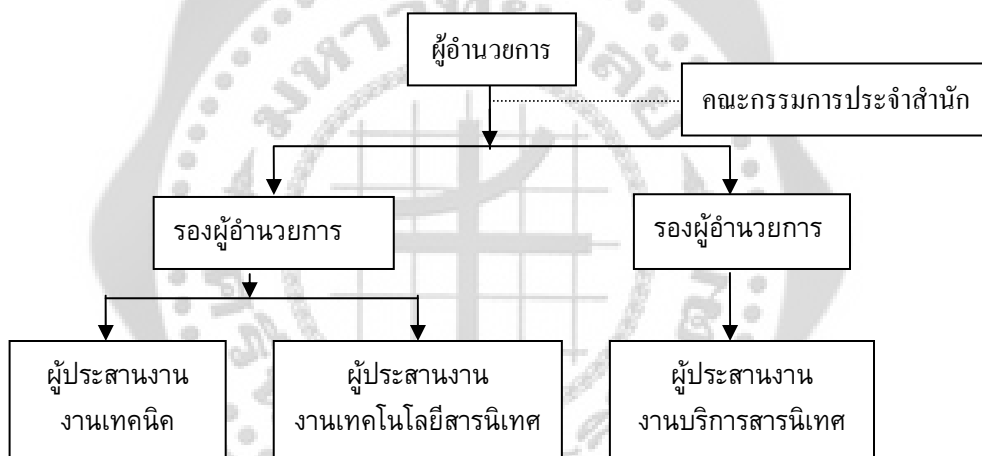 ผู้อำนวยการ
คณะกรรมการประจำสำนัก
รองผู้อำนวยการ
รองผู้อำนวยการ
ผู้ประสานงาน
งานเทคนิค
ผู้ประสานงาน
งานเทคโนโลยีสารนิเทศ
ผู้ประสานงาน
งานบริการสารนิเทศ